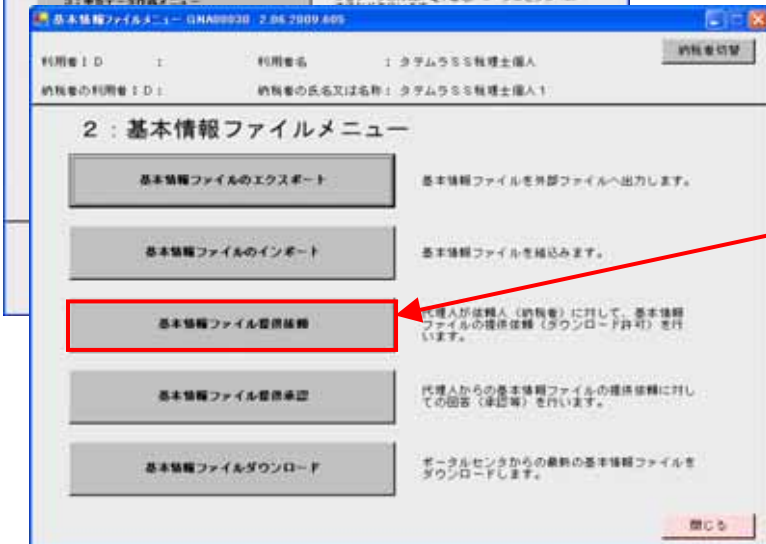 基本情報ファイルメニュー GNA00030 2.06.2009.605
利用者ID : 利用者名 : タテムラSS税理士個人
納税者切替
納税者の利用者ID: 納税者の氏名又は名称: タテムラSS税理士個人1
2:基本情報ファイルメニュー
基本情報ファイルのエクスポート 基本情報ファイルを外部ファイルへ出力します。
基本情報ファイルのインポート 基本情報ファイルを組込みます。
基本情報ファイル提供依頼 代理人が依頼人(納税者)に対して、基本情報
ファイルの提供依頼(ダウンロード許可)を行
います。
基本情報ファイル提供承認 代理人からの基本情報ファイルの提供依頼に対し
ての回答(承認等)を行います。
基本情報ファイルダウンロード ポータルセンタからの最新の基本情報ファイルを
ダウンロードします。
閉じる